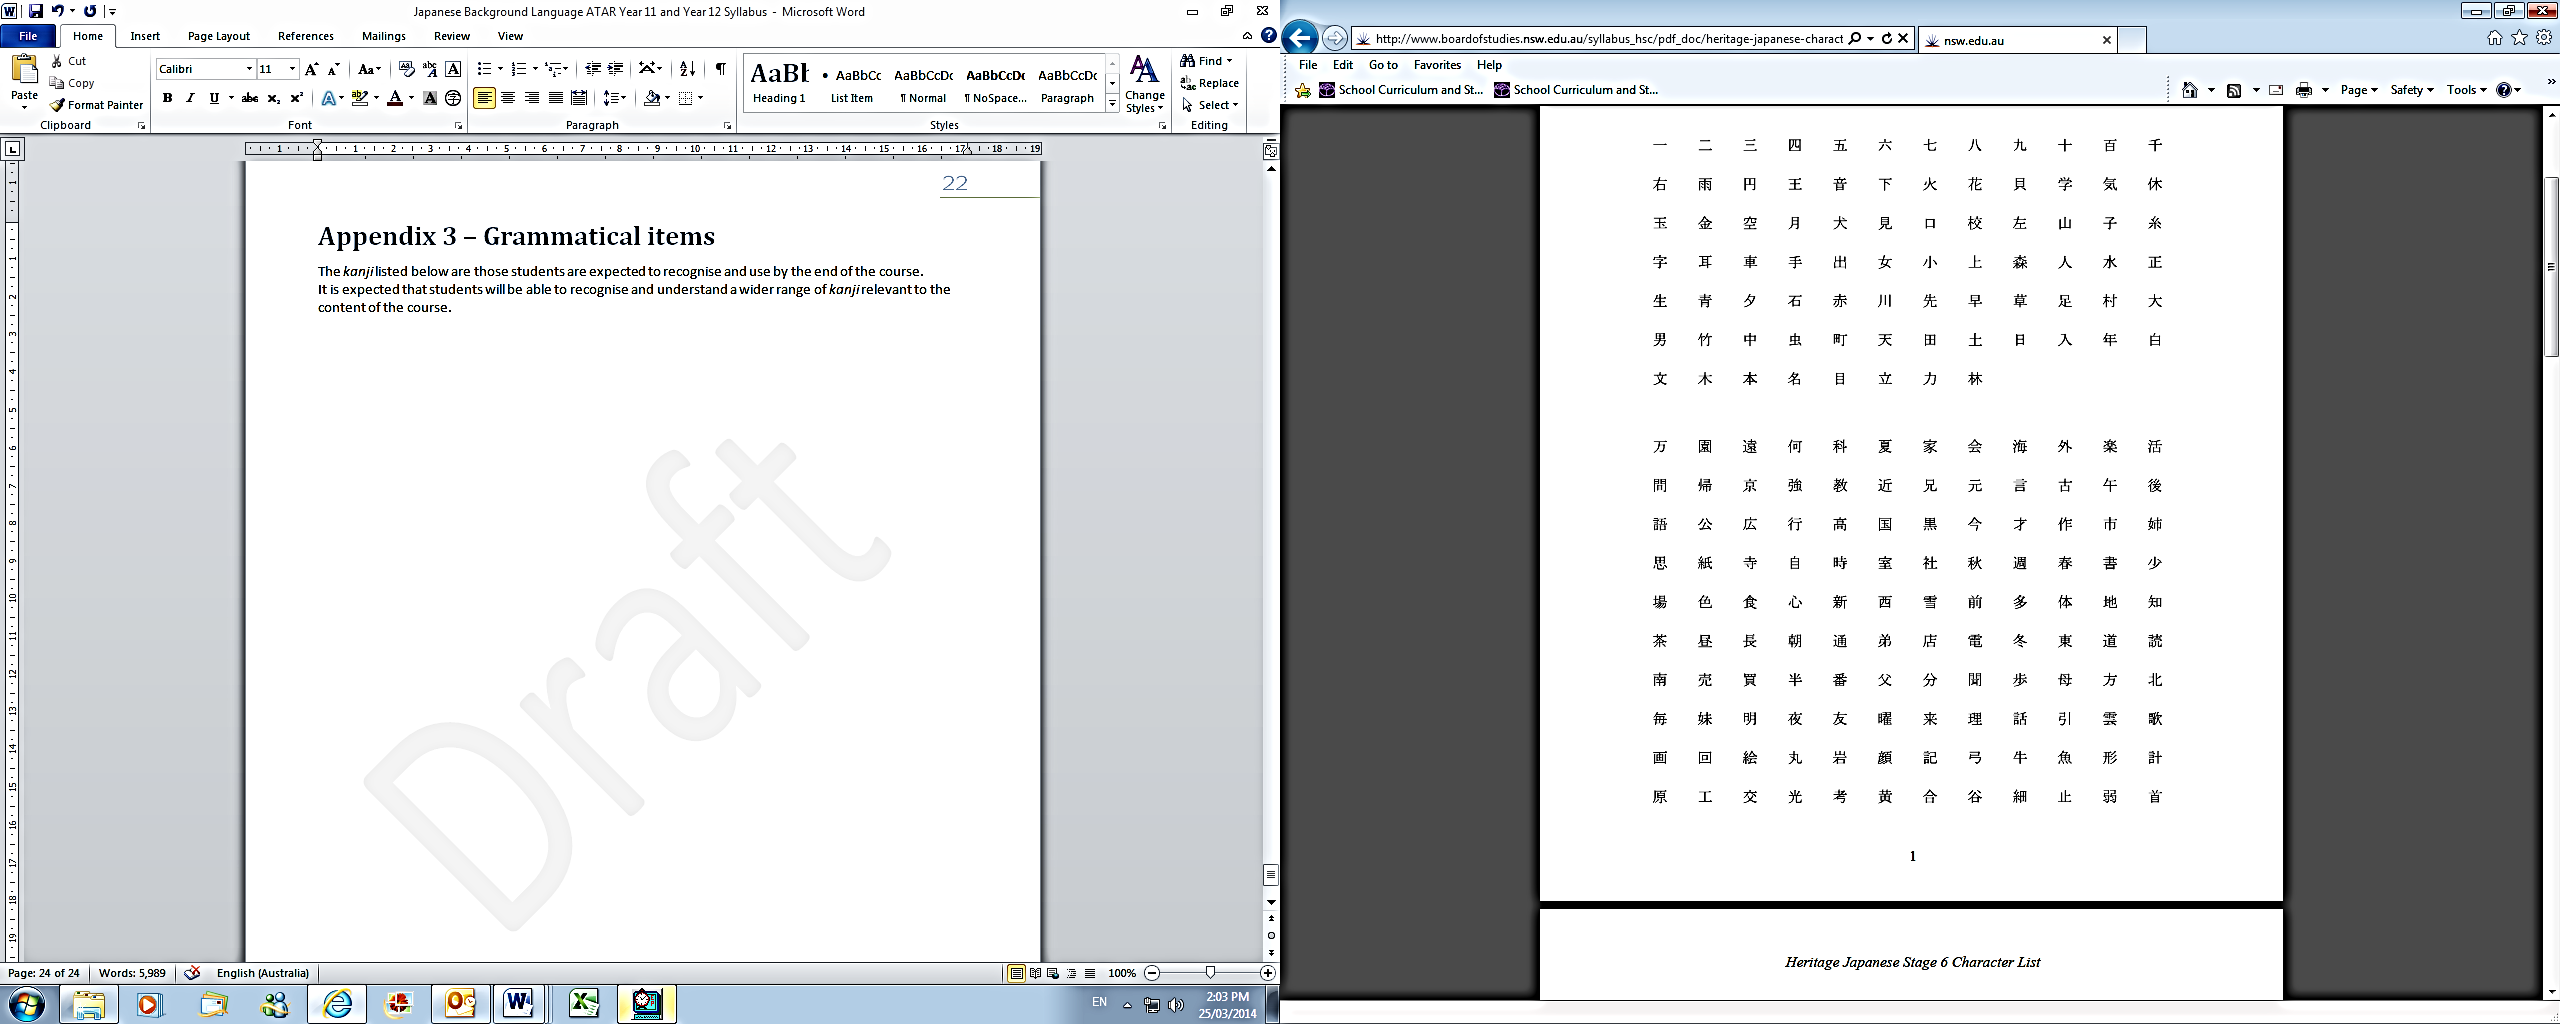 Japanese Background Language ATAR Year 11 and Year 12 Syllabus - Microsoft Word
File Home Insert Page Layout References Mailings Review View
Paste
Cut
Copy
Format Painter
Clipboard
Calibri 11
Font
Paragraph
AaBb AaBbCc AaBbCcDc AaBbCcDc AaBbCcDc
Heading 1 List Item ¶ Normal ¶ NoSpace... Paragraph
Change Styles
Styles
Find
Replace
Select
Editing
22
Appendix 3 – Grammatical items
The kanji listed below are those students are expected to recognise and use by the end of the course.
It is expected that students will be able to recognise and understand a wider range of kanji relevant to the
content of the course.
Draft
Page: 24 of 24 Words: 5,989 English (Australia) 100%
EN 2:03 PM
25/03/2014
http://www.boardofstudies.nsw.edu.au/syllabus_hsc/pdf_doc/heritage-japanese-charact
nsw.edu.au
File Edit Go to Favorites Help
School Curriculum and St... School Curriculum and St... Page Safety Tools
一 二 三 四 五 六 七 八 九 十 百 千
右 雨 円 王 音 下 火 花 貝 学 気 休
玉 金 空 月 犬 見 口 校 左 山 子 糸
字 耳 車 手 出 女 小 上 森 人 水 正
生 青 夕 石 赤 川 先 早 草 足 村 大
男 竹 中 虫 町 天 田 土 日 入 年 白
文 木 本 名 目 立 力 林
万 園 遠 何 科 夏 家 会 海 外 楽 活
間 帰 京 強 教 近 兄 元 言 古 午 後
語 公 広 行 高 国 黒 今 才 作 市 姉
思 紙 寺 自 時 室 社 秋 週 春 書 少
場 色 食 心 新 西 雪 前 多 体 地 知
茶 昼 長 朝 通 弟 店 電 冬 東 道 読
南 売 買 半 番 父 分 聞 歩 母 方 北
毎 妹 明 夜 友 曜 来 理 話 引 雲 歌
画 回 絵 丸 岩 顔 記 弓 牛 魚 形 計
原 工 交 光 考 黄 合 谷 細 止 弱 首
1
Heritage Japanese Stage 6 Character List